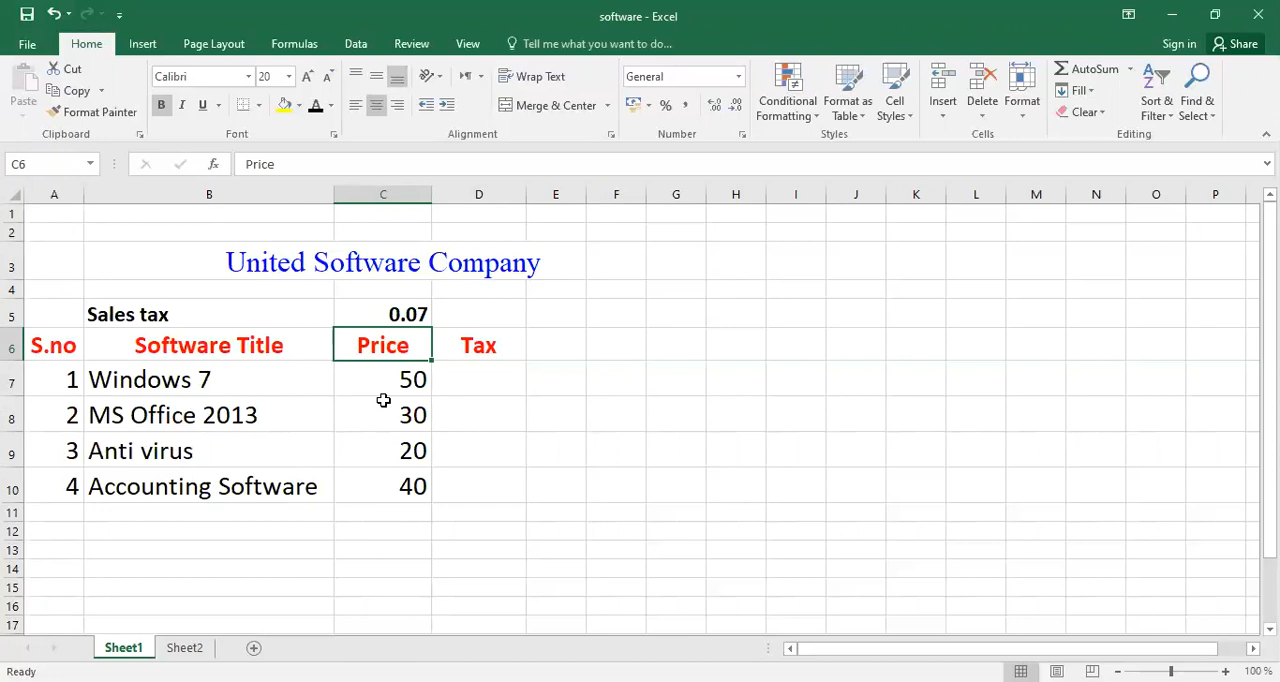 software - Excel
File Home Insert Page Layout Formulas Data Review View Tell me what you want to do... Sign in Share
Paste Cut Copy Format Painter Clipboard
Calibri 20 A A B I U A Font
Wrap Text Merge & Center Alignment
General % , Number
Conditional Formatting Format as Table Cell Styles Styles
Insert Delete Format Cells
AutoSum Fill Clear Sort & Filter Find & Select Editing
C6 fx Price
A B C D E F G H I J K L M N O P
1
2
3 United Software Company
4
5 Sales tax 0.07
6 S.no Software Title Price Tax
7 1 Windows 7 50
8 2 MS Office 2013 30
9 3 Anti virus 20
10 4 Accounting Software 40
11
12
13
14
15
16
17
Sheet1 Sheet2
Ready 100 %